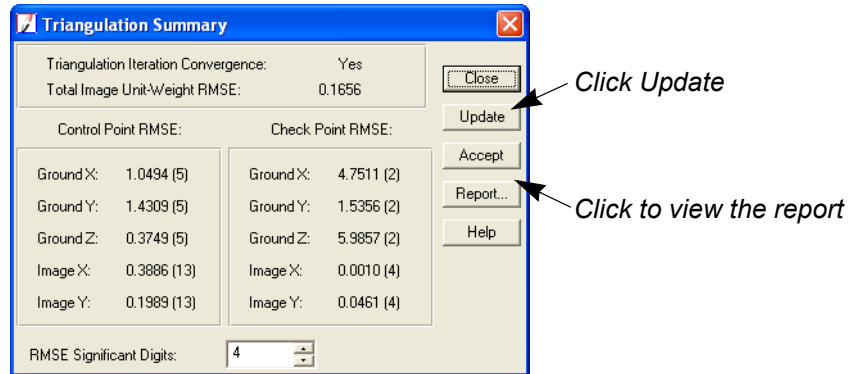 Triangulation Summary
Triangulation Iteration Convergence: Yes
Total Image Unit-Weight RMSE: 0.1656
Control Point RMSE: Check Point RMSE:
Ground X: 1.0494 (5) Ground X: 4.7511 (2)
Ground Y: 1.4309 (5) Ground Y: 1.5356 (2)
Ground Z: 0.3749 (5) Ground Z: 5.9857 (2)
Image X: 0.3886 (13) Image X: 0.0010 (4)
Image Y: 0.1989 (13) Image Y: 0.0461 (4)
RMSE Significant Digits: 4
Close
Update
Accept
Report...
Help
Click Update
Click to view the report